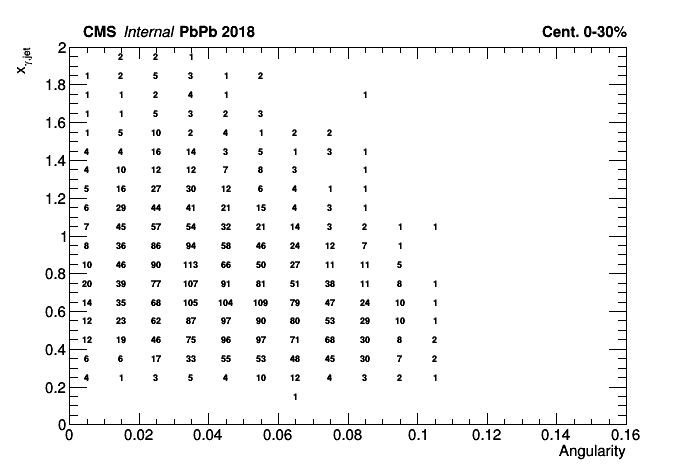 CMS Internal PbPb 2018 Cent. 0-30%
xγ,jet
2
2 2 1
1 2 5 3 1 2
1.8
1 1 2 4 1 1
1 1 5 3 2 3
1.6
1 5 10 2 4 1 2 2
4 4 16 14 3 5 1 3 1
1.4
4 10 12 12 7 8 3 1
5 16 27 30 12 6 4 1 1
1.2
6 29 44 41 21 15 4 3 1
7 45 57 54 32 21 14 3 2 1 1
1
8 36 86 94 58 46 24 12 7 1
10 46 90 113 66 50 27 11 11 5
0.8
20 39 77 107 91 81 51 38 11 8 1
14 35 68 105 104 109 79 47 24 10 1
0.6
12 23 62 87 97 90 80 53 29 10 1
12 19 46 75 96 97 71 68 30 8 2
0.4
6 6 17 33 55 53 48 45 30 7 2
4 1 3 5 4 10 12 4 3 2 1
0.2
1
0
0 0.02 0.04 0.06 0.08 0.1 0.12 0.14 0.16
Angularity